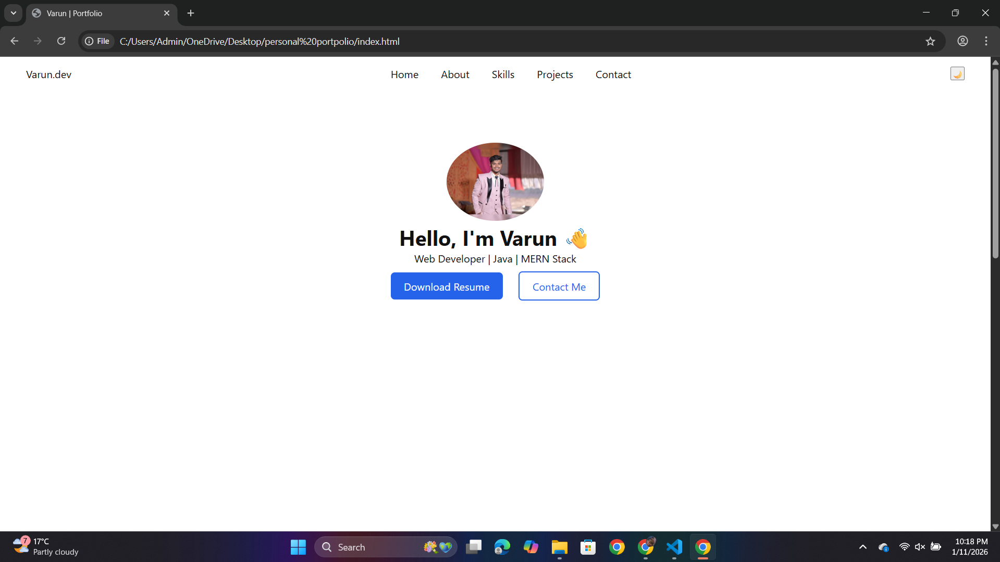 Varun | Portfolio
File
C:/Users/Admin/OneDrive/Desktop/personal%20portpolio/index.html
Varun.dev
Home
About
Skills
Projects
Contact
Hello, I'm Varun 👋
Web Developer | Java | MERN Stack
Download Resume
Contact Me
7
17°C
Partly cloudy
Search
10:18 PM
1/11/2026